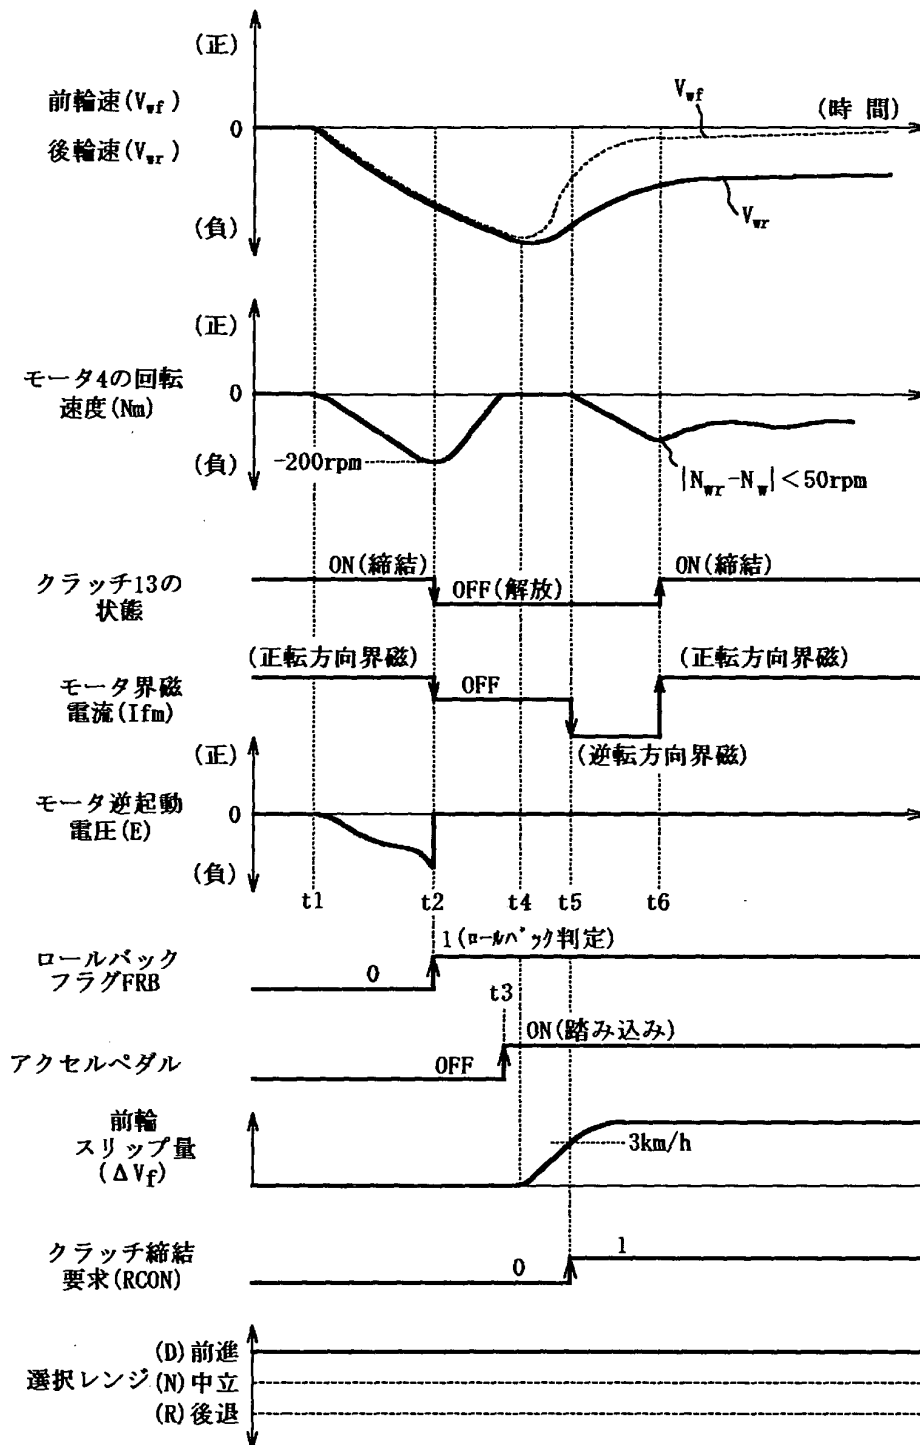 (正)
前輪速(Vwf)
後輪速(Vwr)
0
(負)
Vwf
(時 間)
Vwr
(正)
モータ4の回転
速度(Nm)
0
(負)
-200rpm
|Nwr-Nw|<50rpm
クラッチ13の
状態
ON(締結)
OFF(解放)
ON(締結)
モータ界磁
電流(Ifm)
(正転方向界磁)
OFF
(逆転方向界磁)
(正転方向界磁)
(正)
モータ逆起動
電圧(E)
0
(負)
t1
t2
t4
t5
t6
ロールバック
フラグFRB
0
1(ロールバック判定)
t3
アクセルペダル
OFF
ON(踏み込み)
前輪
スリップ量
(ΔVf)
3km/h
クラッチ締結
要求(RCON)
0
1
選択レンジ
(D)前進
(N)中立
(R)後退